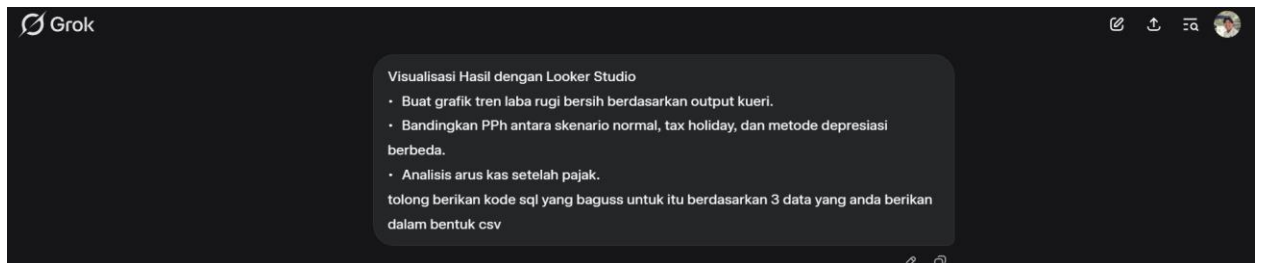 Grok
Visualisasi Hasil dengan Looker Studio
• Buat grafik tren laba rugi bersih berdasarkan output kueri.
• Bandingkan PPh antara skenario normal, tax holiday, dan metode depresiasi
berbeda.
• Analisis arus kas setelah pajak.
tolong berikan kode sql yang baguss untuk itu berdasarkan 3 data yang anda berikan
dalam bentuk csv